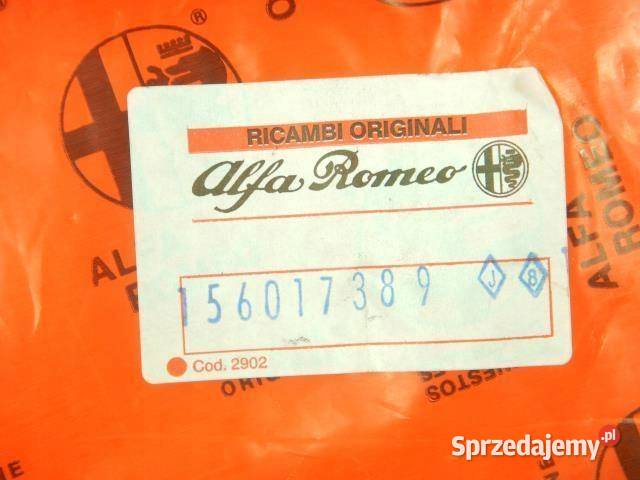 ®
RICAMBI ORIGINALI
Alfa Romeo
156017389 J 8
Cod. 2902
ALFA
ROMEO
Sprzedajemy.pl